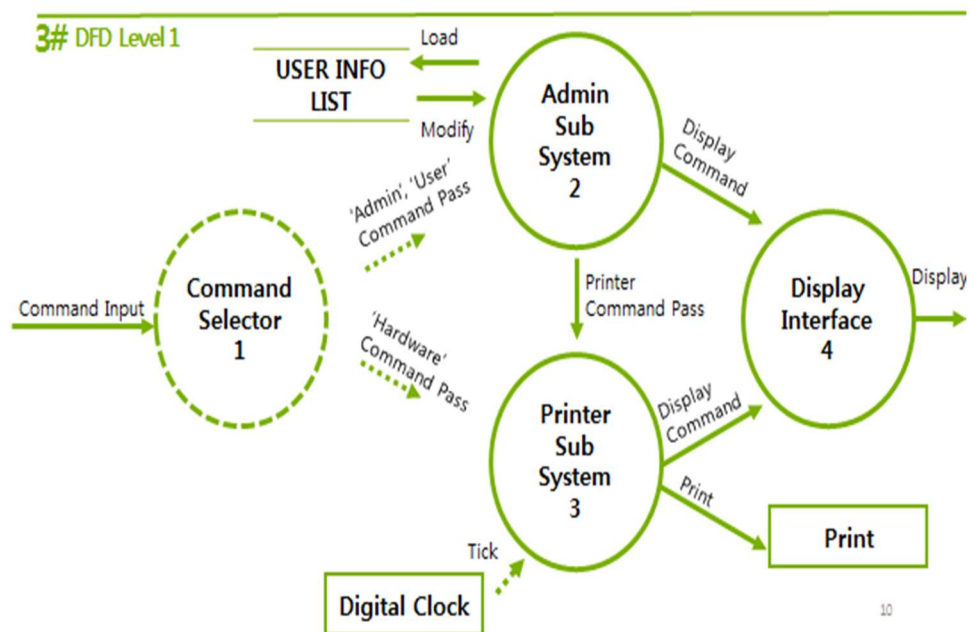 3# DFD Level 1
Load
USER INFO
LIST
Modify
Admin
Sub
System
2
Display
Command
'Admin', 'User'
Command Pass
Command Input
Command
Selector
1
Printer
Command Pass
Display
Interface
4
Display
'Hardware'
Command Pass
Printer
Sub
System
3
Display
Command
Print
Print
Tick
Digital Clock
10